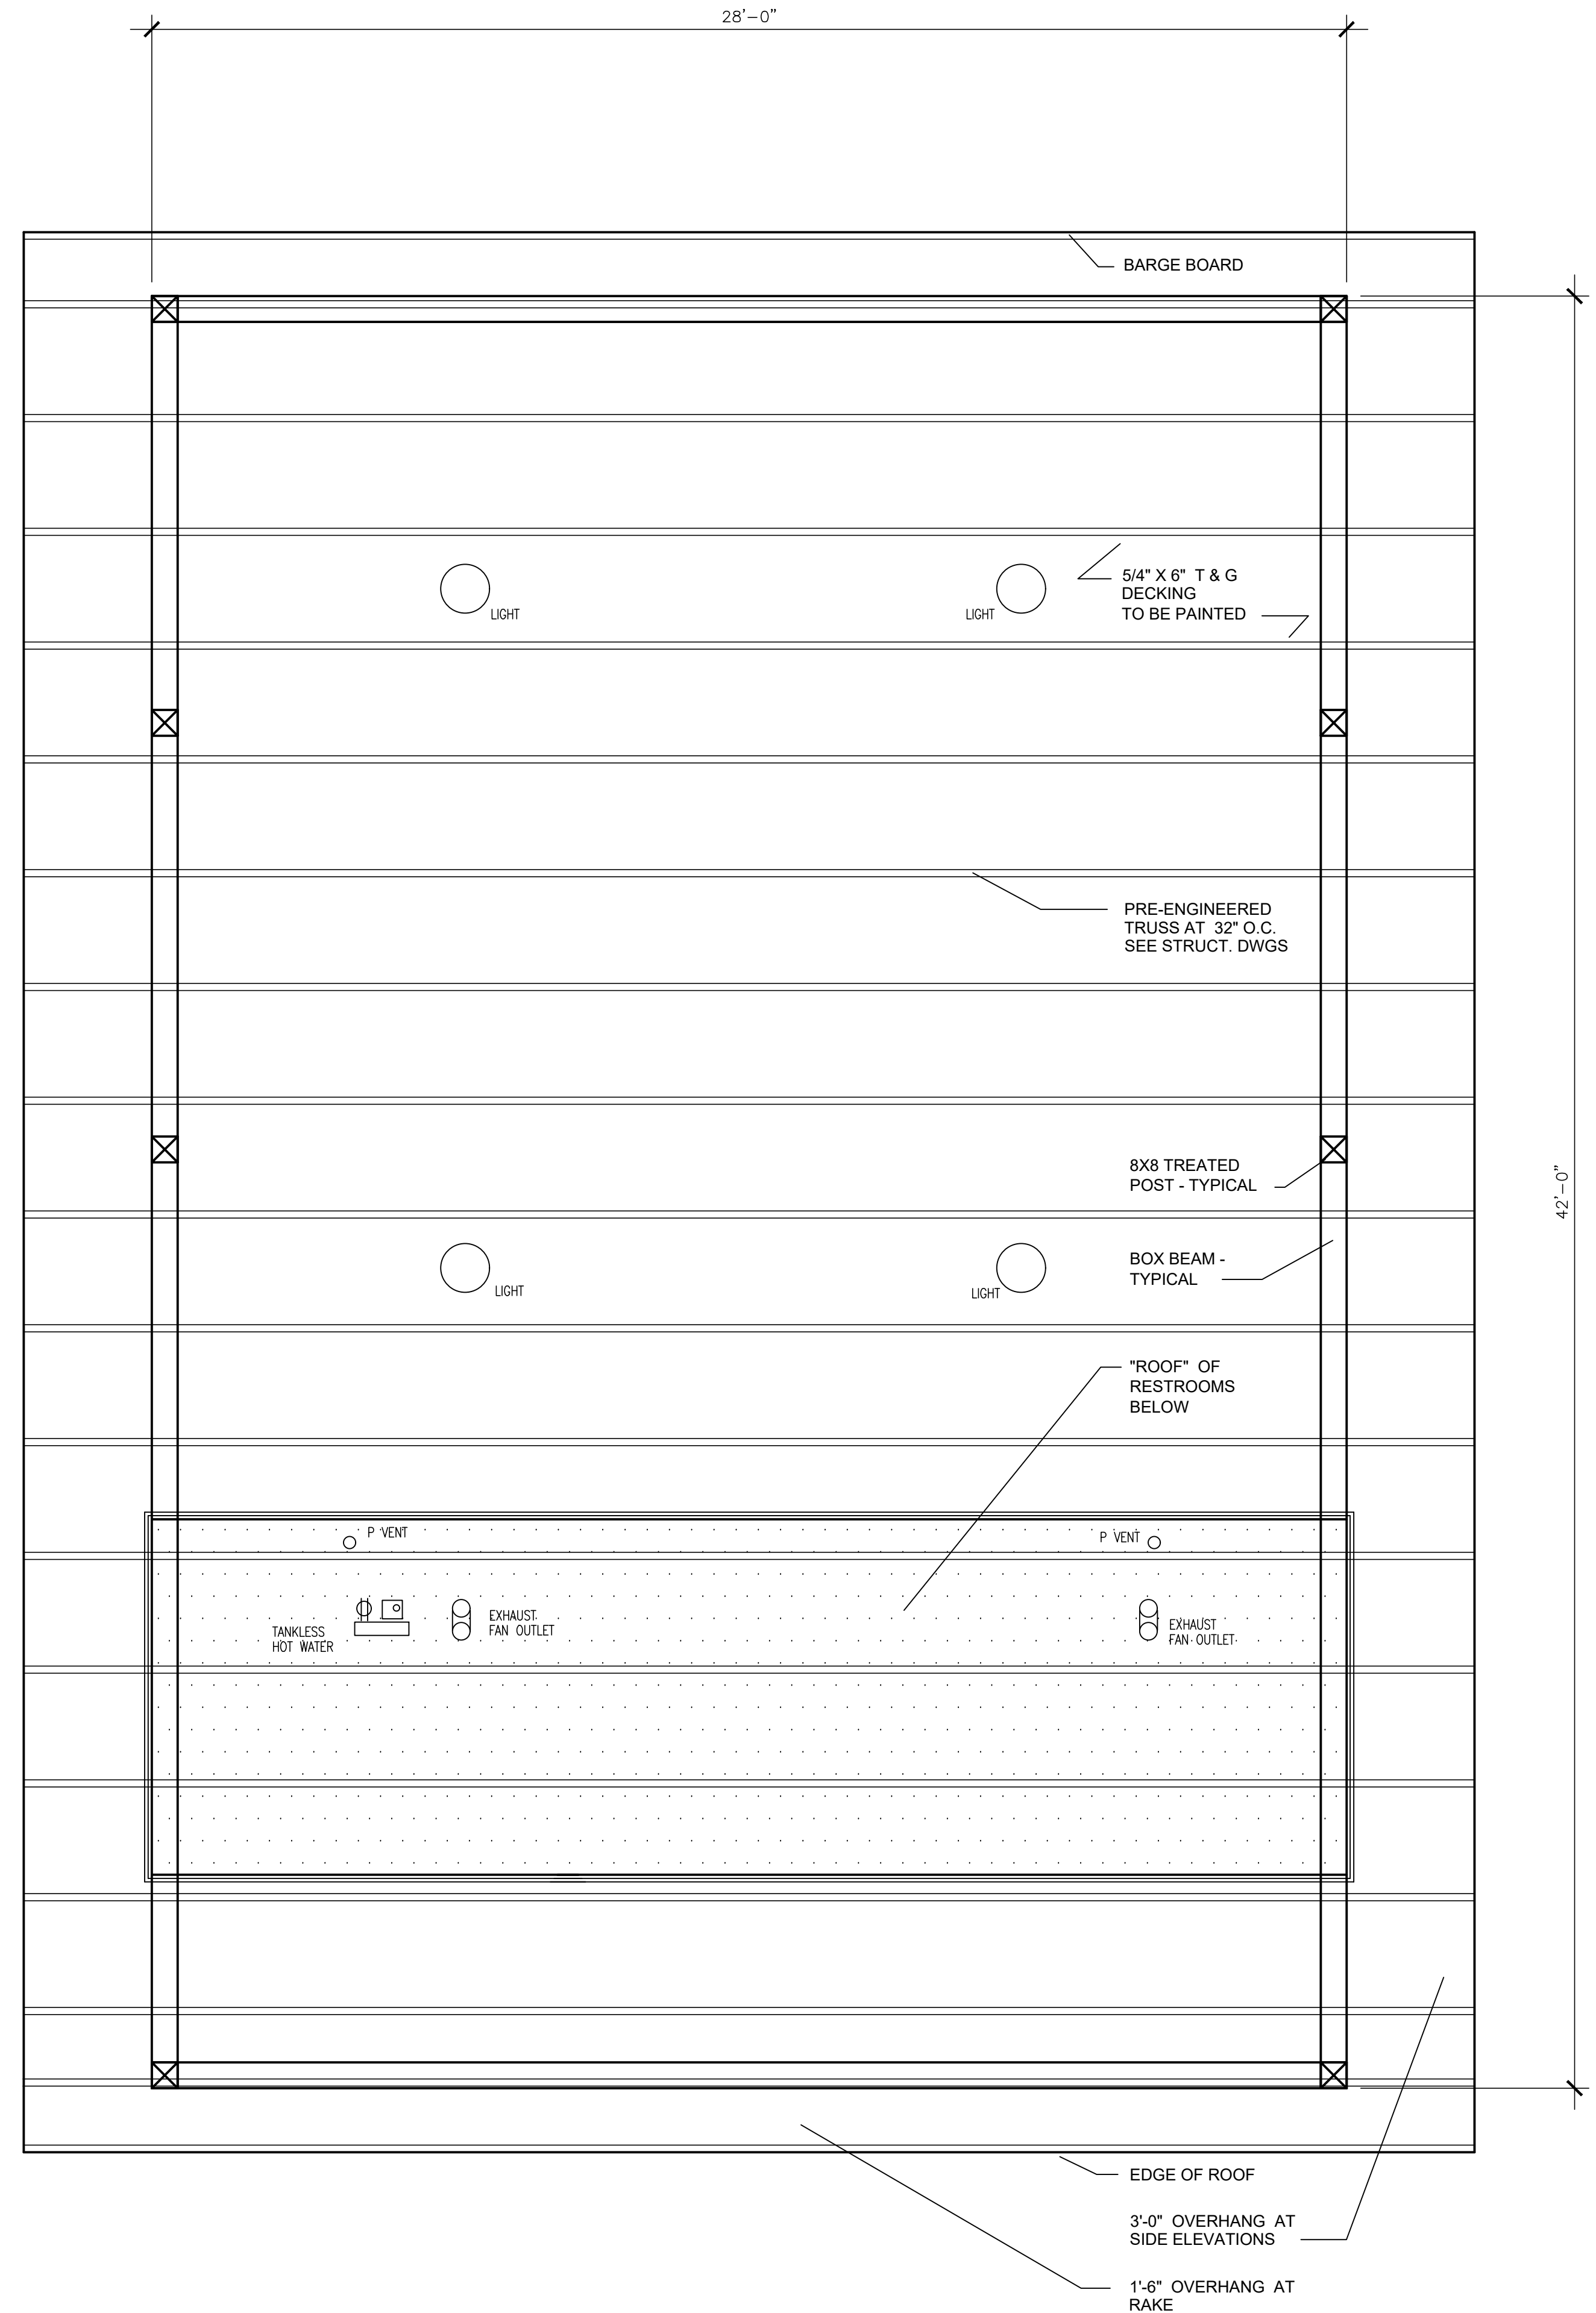 28'-0"
BARGE BOARD
5/4" X 6" T & G
DECKING
TO BE PAINTED
LIGHT
LIGHT
PRE-ENGINEERED
TRUSS AT 32" O.C.
SEE STRUCT. DWGS
8X8 TREATED
POST - TYPICAL
42'-0"
BOX BEAM -
TYPICAL
LIGHT
LIGHT
"ROOF" OF
RESTROOMS
BELOW
P VENT
P VENT
TANKLESS
HOT WATER
EXHAUST
FAN OUTLET
EXHAUST
FAN OUTLET
EDGE OF ROOF
3'-0" OVERHANG AT
SIDE ELEVATIONS
1'-6" OVERHANG AT
RAKE